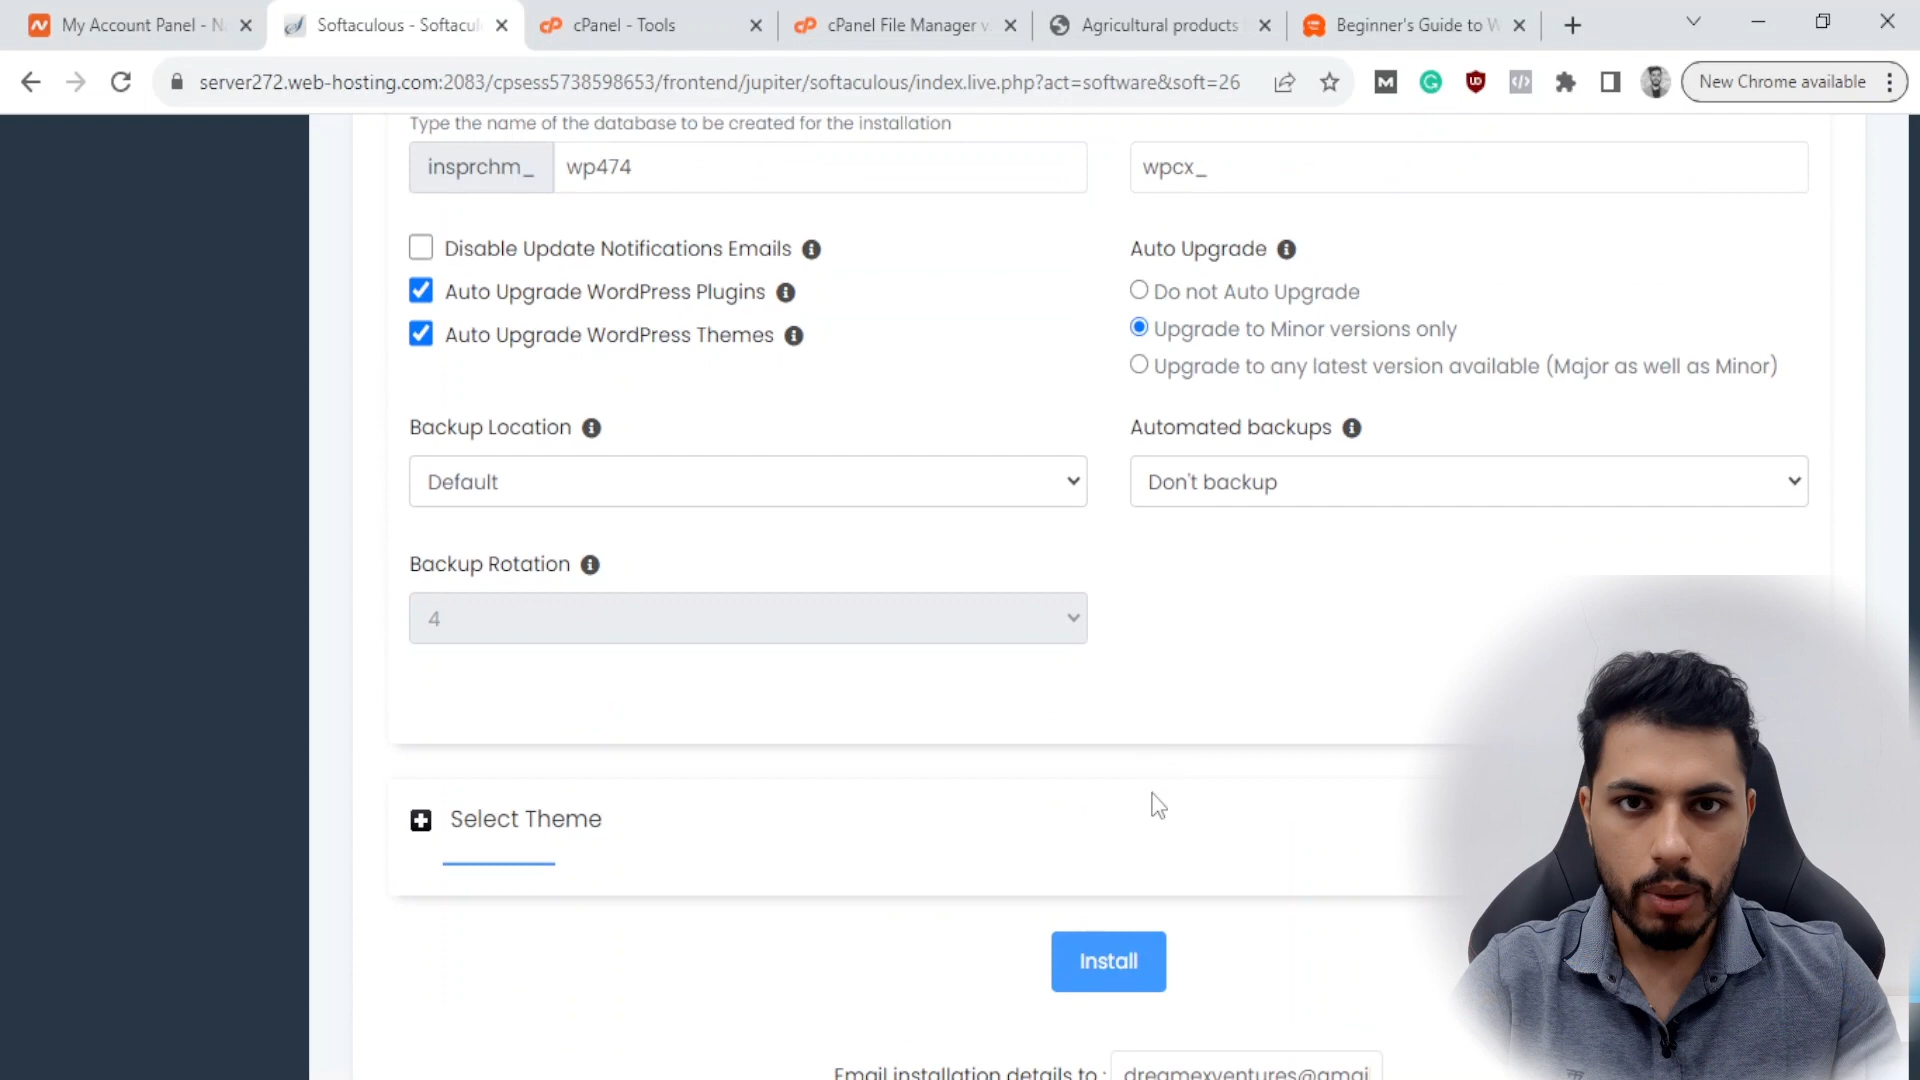 My Account Panel - N
Softaculous - Softacul
cPanel - Tools
cPanel File Manager v
Agricultural products
Beginner's Guide to W
server272.web-hosting.com:2083/cpsess5738598653/frontend/jupiter/softaculous/index.live.php?act=software&soft=26
New Chrome available
Type the name of the database to be created for the installation
insprchm_ wp474
wpcx_
Disable Update Notifications Emails
Auto Upgrade WordPress Plugins
Auto Upgrade WordPress Themes
Auto Upgrade
Do not Auto Upgrade
Upgrade to Minor versions only
Upgrade to any latest version available (Major as well as Minor)
Backup Location
Default
Automated backups
Don't backup
Backup Rotation
4
Select Theme
Install
Email installation details to : dreamexventures@gmail